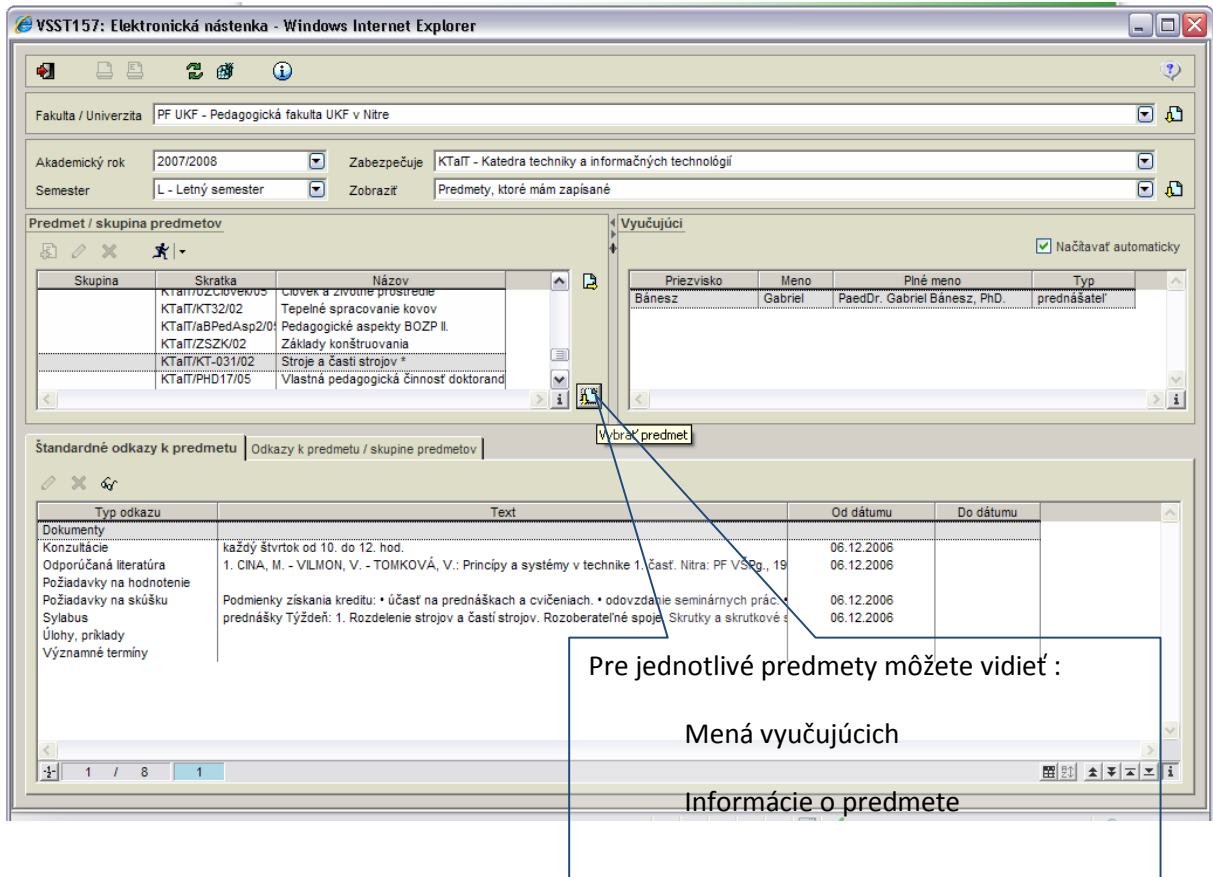 VSST157: Elektronická nástenka - Windows Internet Explorer
Fakulta / Univerzita PF UKF - Pedagogická fakulta UKF v Nitre
Akademický rok 2007/2008 Zabezpečuje KTaIT - Katedra techniky a informačných technológií
Semester L - Letný semester Zobraziť Predmety, ktoré mám zapísané
Predmet / skupina predmetov
Skupina Skratka Názov
KTaIT/UZClovek/05 Človek a životné prostredie
KTaIT/KT32/02 Tepelné spracovanie kovov
KTaIT/aBPedAsp2/05 Pedagogické aspekty BOZP II.
KTaIT/ZSZK/02 Základy konštruovania
KTaIT/KT-031/02 Stroje a časti strojov *
KTaIT/PHD17/05 Vlastná pedagogická činnosť doktorand
Vyučujúci
Načítavať automaticky
Priezvisko Meno Plné meno Typ
Bánesz Gabriel PaedDr. Gabriel Bánesz, PhD. prednášateľ
Vybrať predmet
Štandardné odkazy k predmetu Odkazy k predmetu / skupine predmetov
Typ odkazu Text Od dátumu Do dátumu
Dokumenty
Konzultácie každý štvrtok od 10. do 12. hod. 06.12.2006
Odporúčaná literatúra 1. CINA, M. - VILMON, V. - TOMKOVÁ, V.: Princípy a systémy v technike 1. časť. Nitra: PF VŠPg., 19 06.12.2006
Požiadavky na hodnotenie
Požiadavky na skúšku Podmienky získania kreditu: • účasť na prednáškach a cvičeniach. • odovzdanie seminárnych prác. • 06.12.2006
Sylabus prednášky Týždeň: 1. Rozdelenie strojov a častí strojov. Rozoberateľné spoje. Skrutky a skrutkové s 06.12.2006
Úlohy, príklady
Významné termíny
1 / 8 1
Pre jednotlivé predmety môžete vidieť :
Mená vyučujúcich
Informácie o predmete